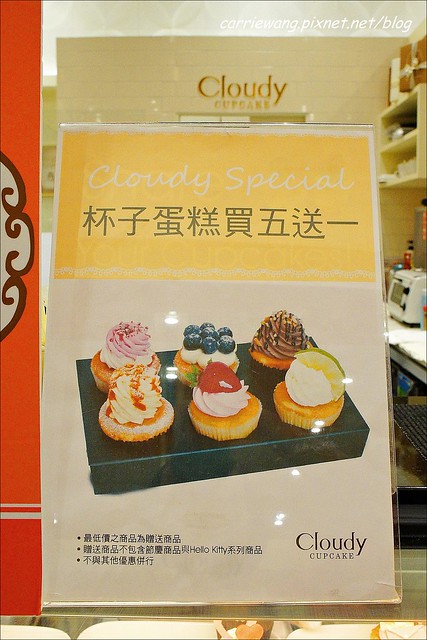 carriewang.pixnet.net/blog
Cloudy
CUPCAKE
Cloudy Special
杯子蛋糕買五送一
• 最低價之商品為贈送商品
• 贈送商品不包含節慶商品與Hello Kitty系列商品
• 不與其他優惠併行
Cloudy
CUPCAKE